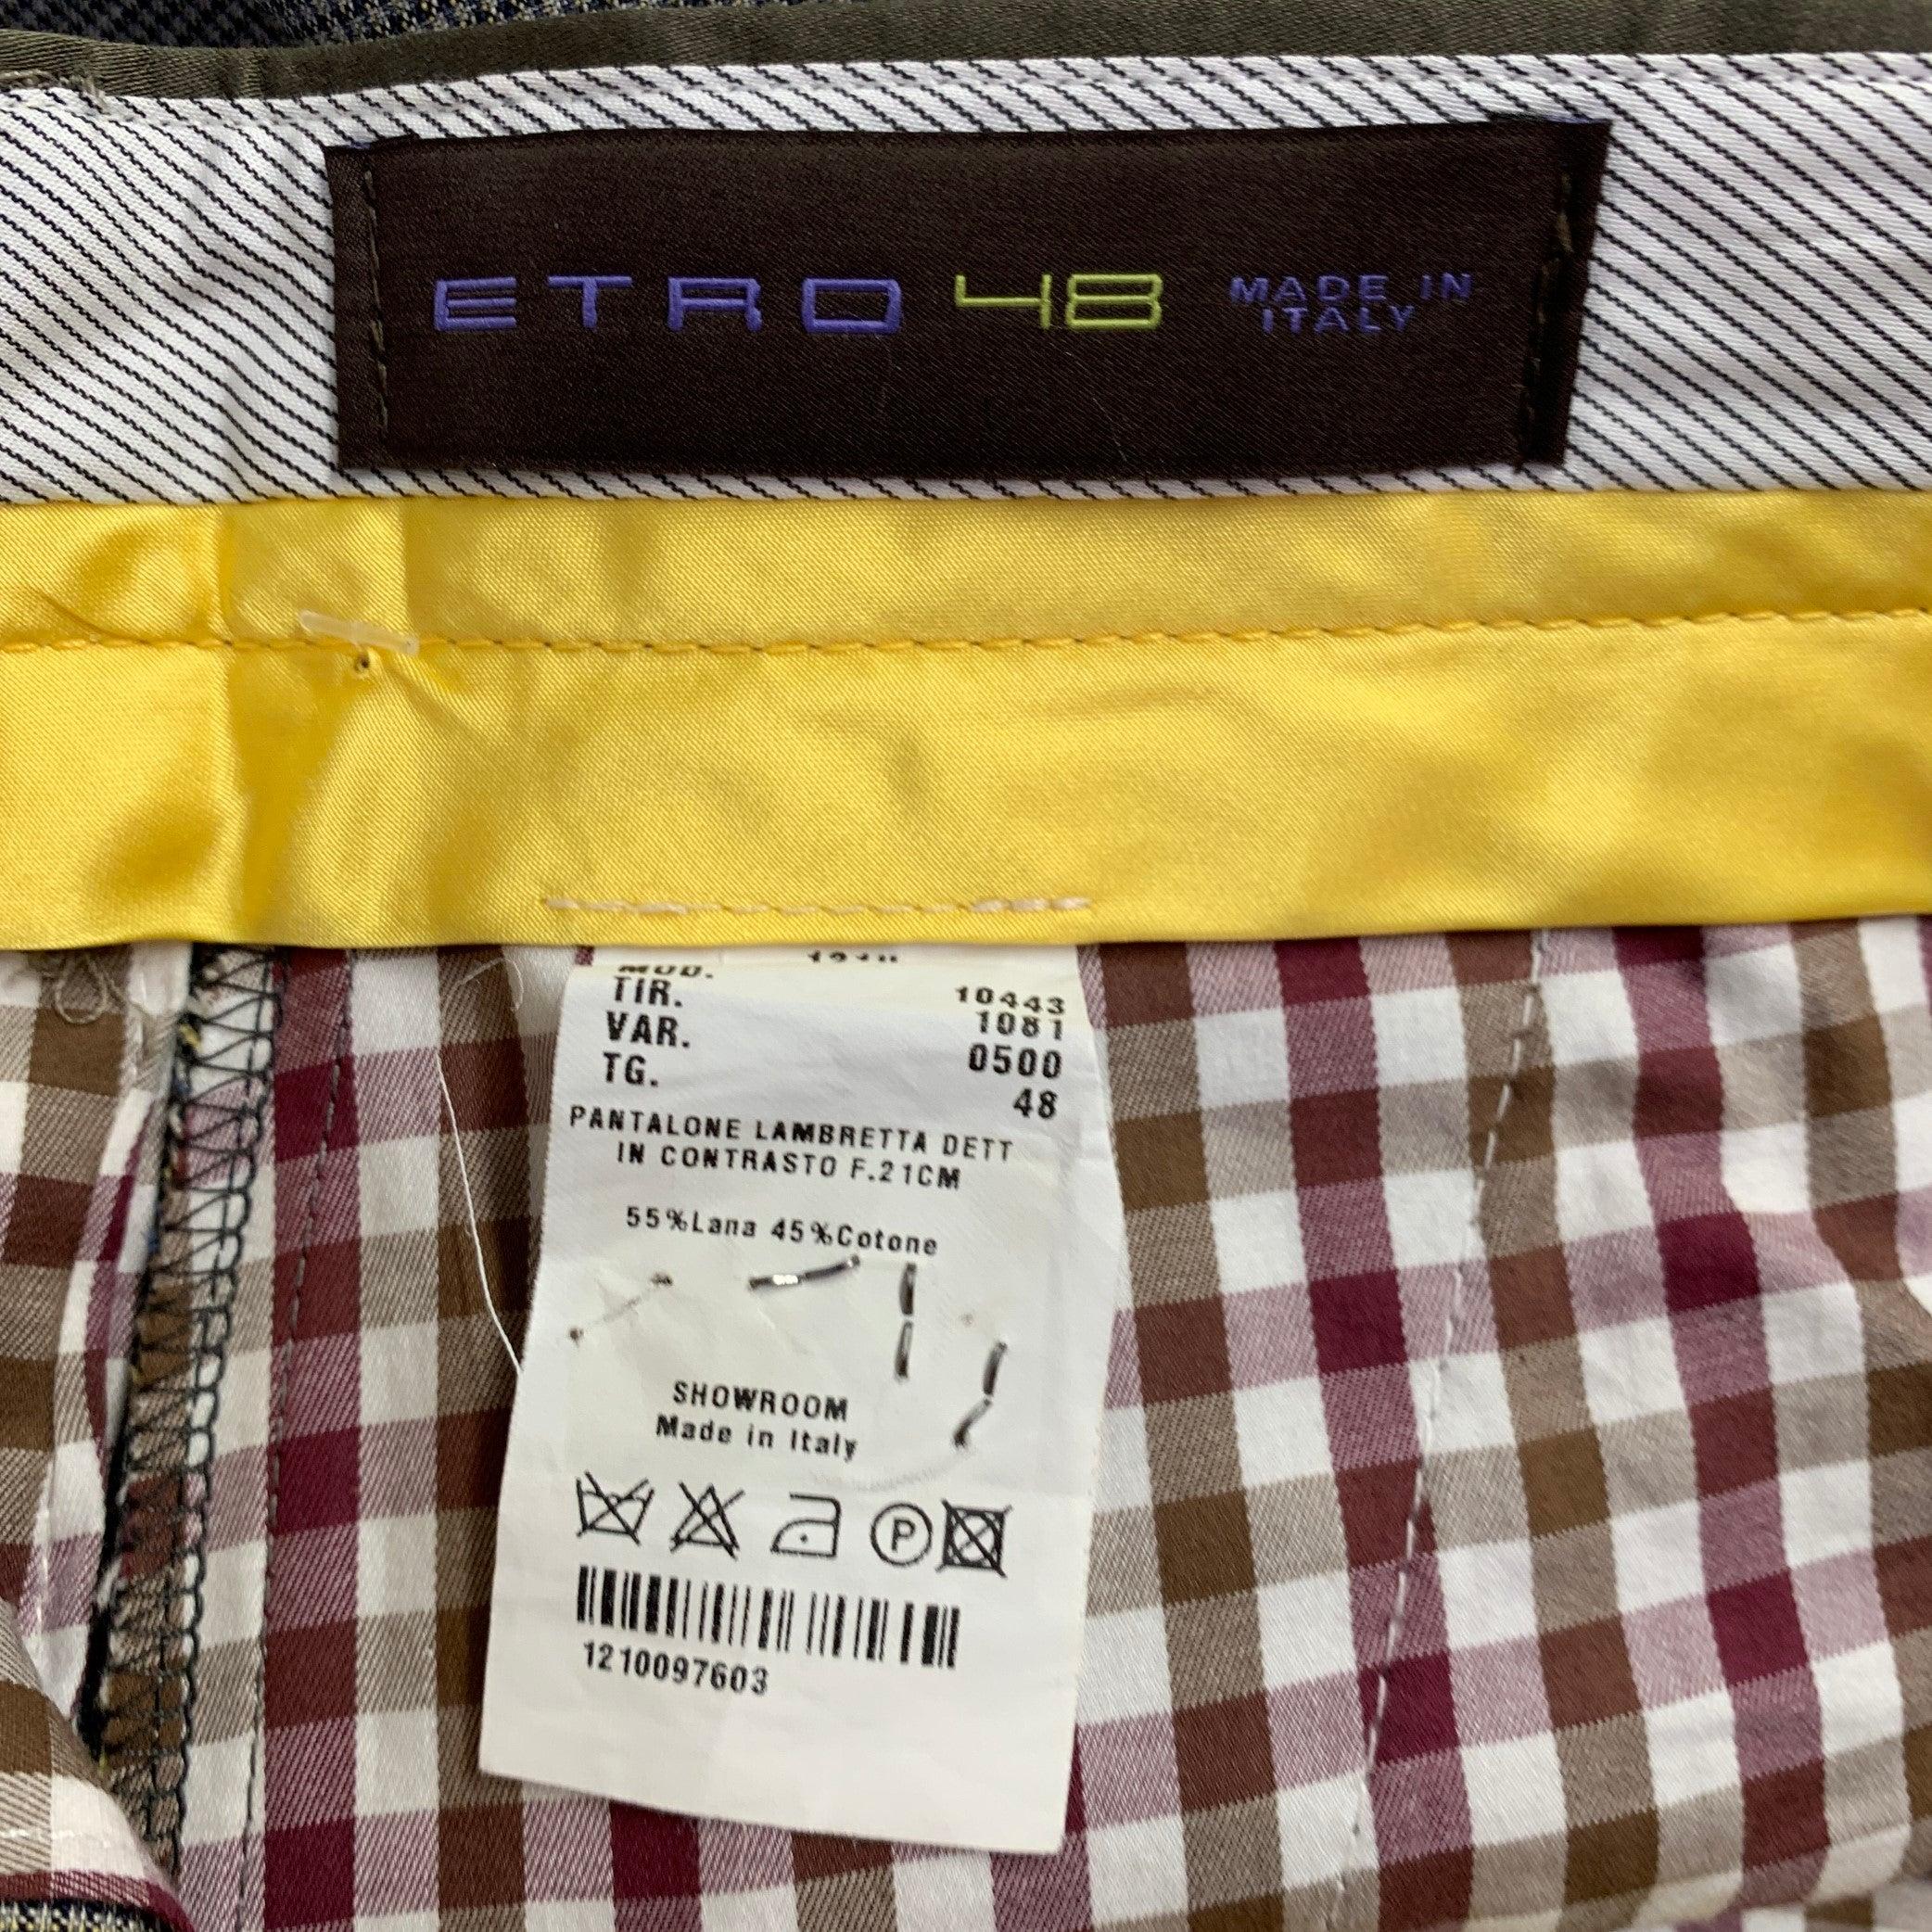 ETRO 48 MADE IN
ITALY
MOD. 10443
TIR. 1081
VAR. 0500
TG. 48
PANTALONE LAMBRETTA DETT
IN CONTRASTO F.21CM
55%Lana 45%Cotone
SHOWROOM
Made in Italy
P
1210097603